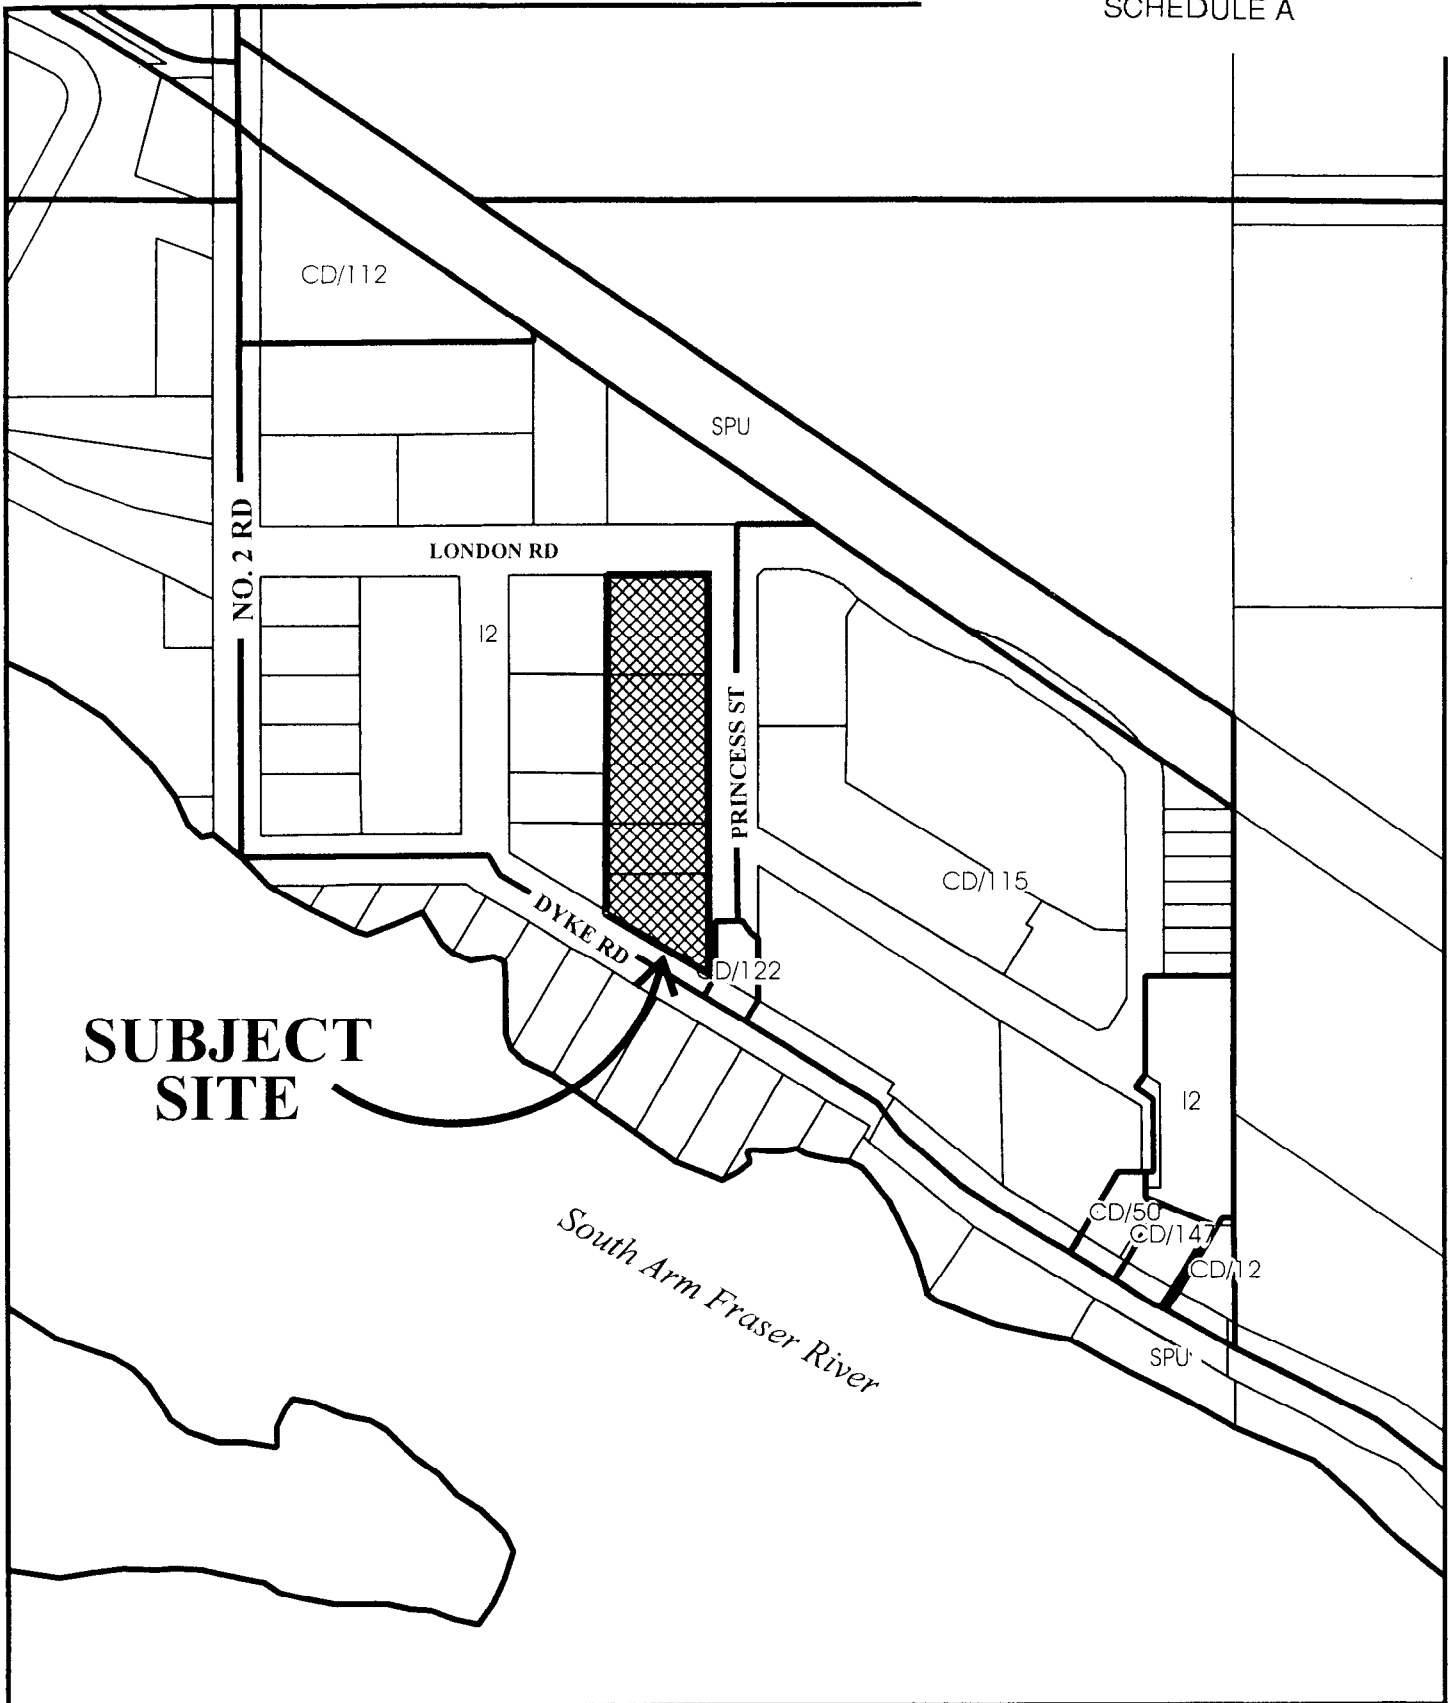 SCHEDULE A
CD/112
SPU
NO. 2 RD
LONDON RD
I2
PRINCESS ST
CD/115
DYKE RD
CD/122
SUBJECT
SITE
I2
CD/50
CD/147
CD/12
South Arm Fraser River
SPU